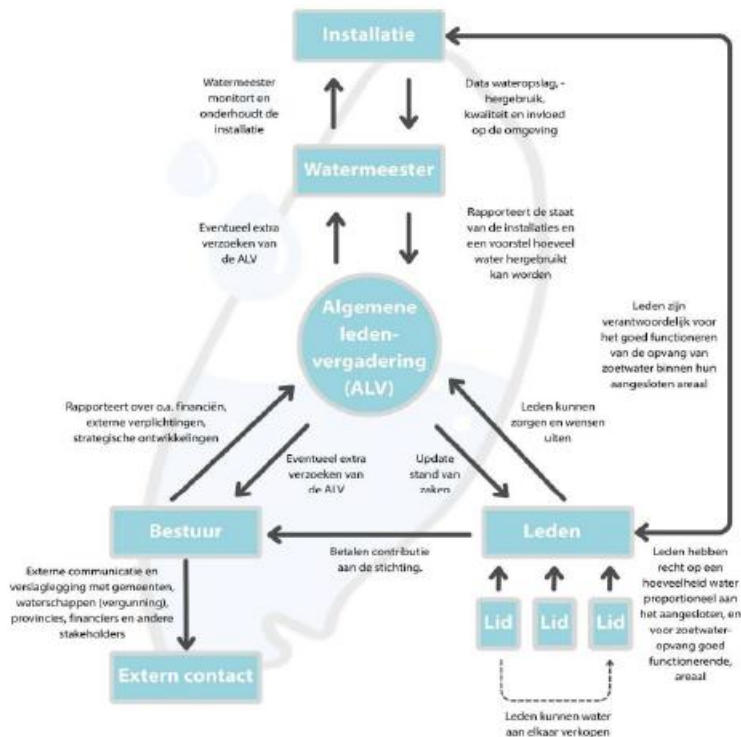 Installatie
Watermeester
monitort en
onderhoudt de
installatie
Data wateropslag, -
hergebruik,
kwaliteit en invloed
op de omgeving
Watermeester
Eventueel extra
verzoeken van
de ALV
Rapporteert de staat
van de installaties en
een voorstel hoeveel
water hergebruikt
kan worden
Algemene
leden-
vergadering
(ALV)
Leden zijn
verantwoordelijk voor
het goed functioneren
van de opvang van
zoetwater binnen hun
aangesloten areaal
Rapporteert over o.a. financiën,
externe verplichtingen,
strategische ontwikkelingen
Leden kunnen
zorgen en wensen
uiten
Eventueel extra
verzoeken van
de ALV
Update
stand van
zaken
Bestuur
Leden
Betalen contributie
aan de stichting.
Externe communicatie en
verslaglegging met gemeenten,
waterschappen (vergunning),
provincies, financiers en andere
stakeholders
Leden hebben
recht op een
hoeveelheid water
proportioneel aan
het aangesloten, en
voor zoetwater-
opvang goed
functionerende,
areaal
Lid
Lid
Lid
Extern contact
Leden kunnen water
aan elkaar verkopen